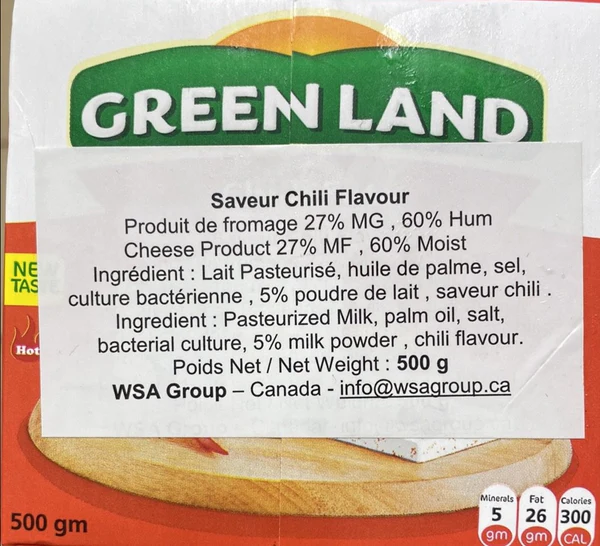 GREEN LAND
Saveur Chili Flavour
Produit de fromage 27% MG , 60% Hum
Cheese Product 27% MF , 60% Moist
Ingrédient : Lait Pasteurisé, huile de palme, sel,
culture bactérienne , 5% poudre de lait , saveur chili .
Ingredient : Pasteurized Milk, palm oil, salt,
bacterial culture, 5% milk powder , chili flavour.
Poids Net / Net Weight : 500 g
WSA Group – Canada - info@wsagroup.ca
Hot
500 gm
Minerals Fat Calories
5 26 300
gm gm CAL